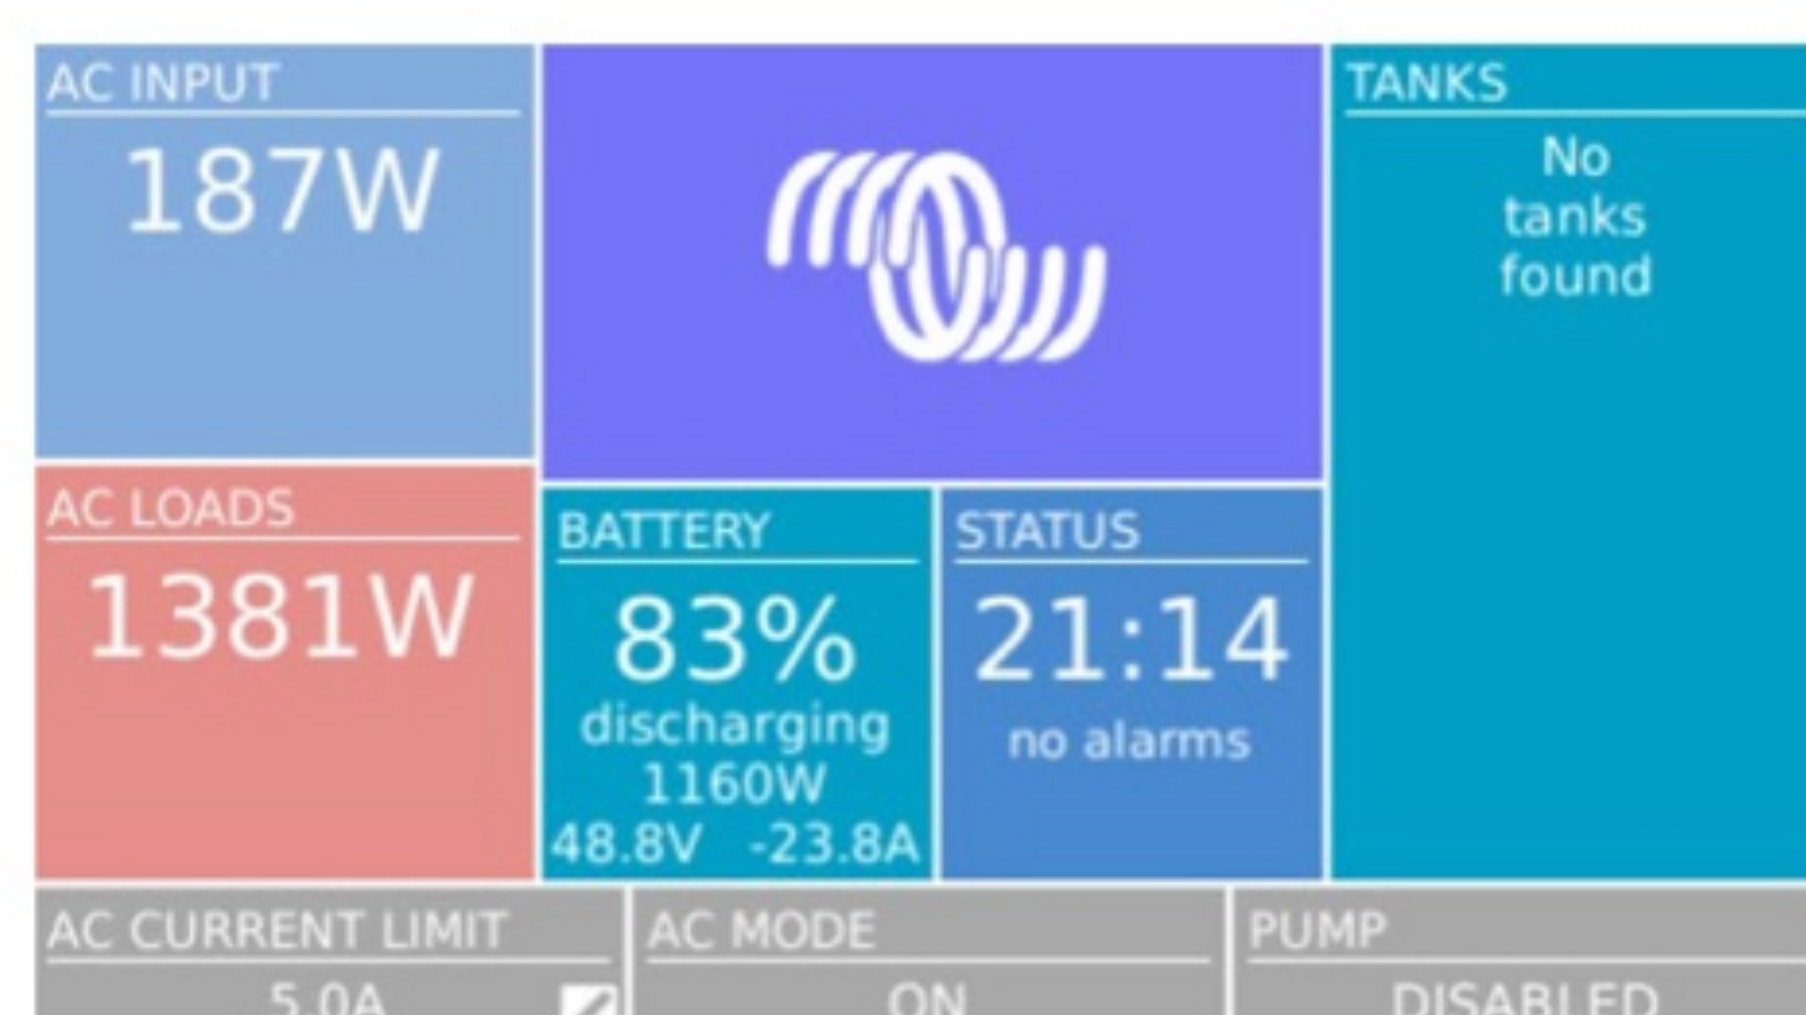 AC INPUT
187W
TANKS
No
tanks
found
AC LOADS
1381W
BATTERY
83%
discharging
1160W
48.8V -23.8A
STATUS
21:14
no alarms
AC CURRENT LIMIT
5.0A
AC MODE
ON
PUMP
DISABLED